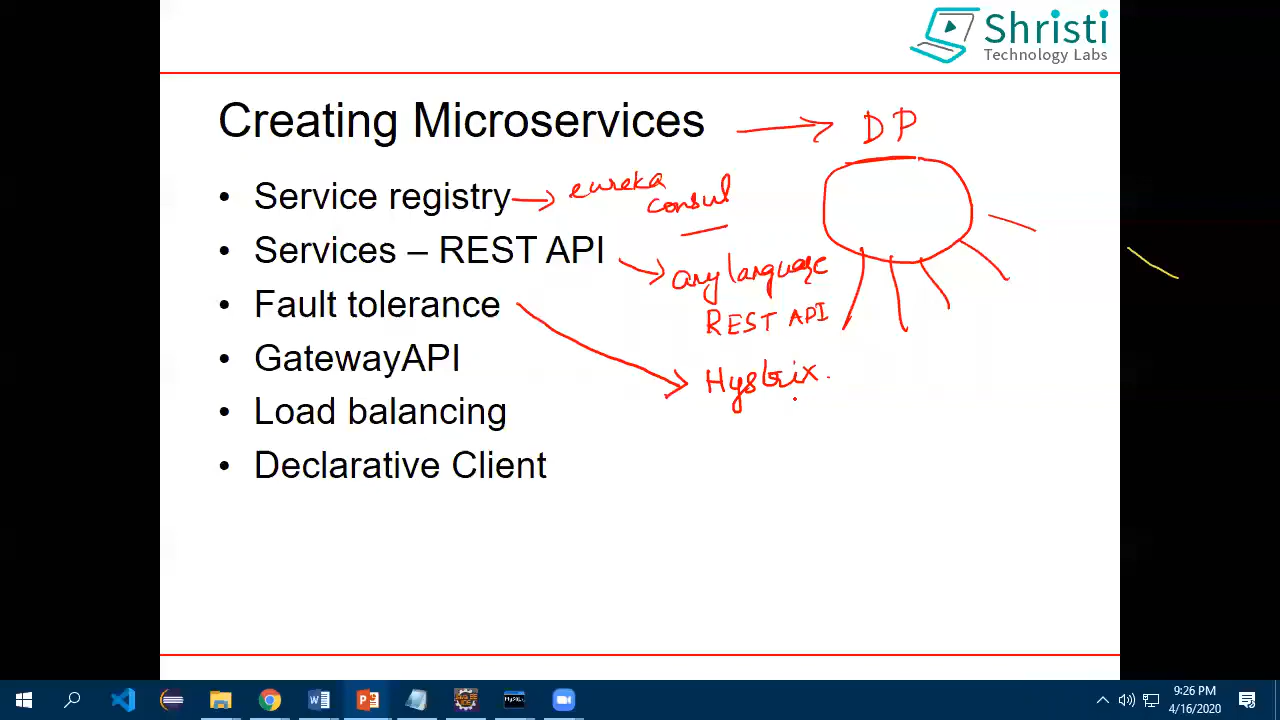 Shristi
Technology Labs
Creating Microservices
DP
• Service registry
eureka
consul
• Services – REST API
any language
REST API
• Fault tolerance
Hystrix.
• GatewayAPI
• Load balancing
• Declarative Client
9:26 PM
4/16/2020